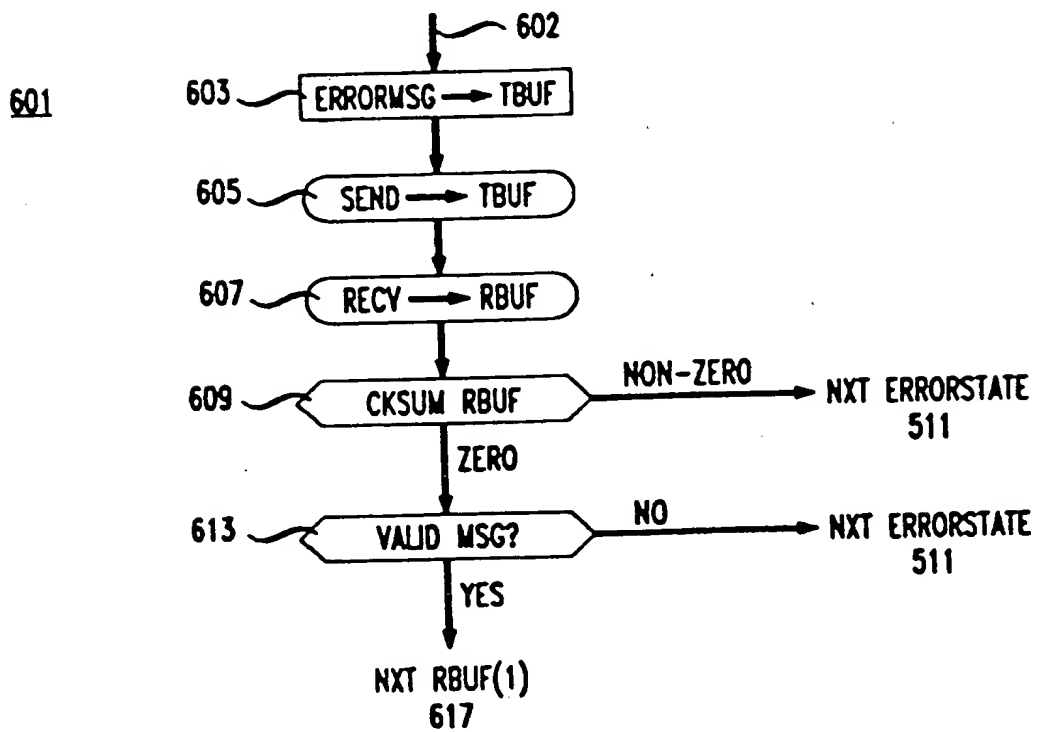 602
601
603 ERRORMSG → TBUF
605 SEND → TBUF
607 RECV → RBUF
609 CKSUM RBUF NON-ZERO NXT ERRORSTATE
511
ZERO
613 VALID MSG? NO NXT ERRORSTATE
511
YES
NXT RBUF(1)
617